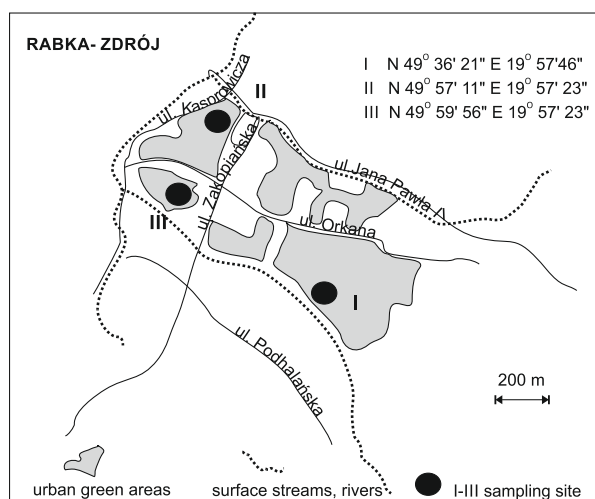 RABKA- ZDRÓJ
I N 49° 36' 21" E 19° 57'46"
II N 49° 57' 11" E 19° 57' 23"
III N 49° 59' 56" E 19° 57' 23"
ul. Kasprowicza
II
ul. Zakopiańska
ul Jana Pawła
III
ul. Orkana
I
ul. Podhalańska
200 m
urban green areas
surface streams, rivers
I-III sampling site